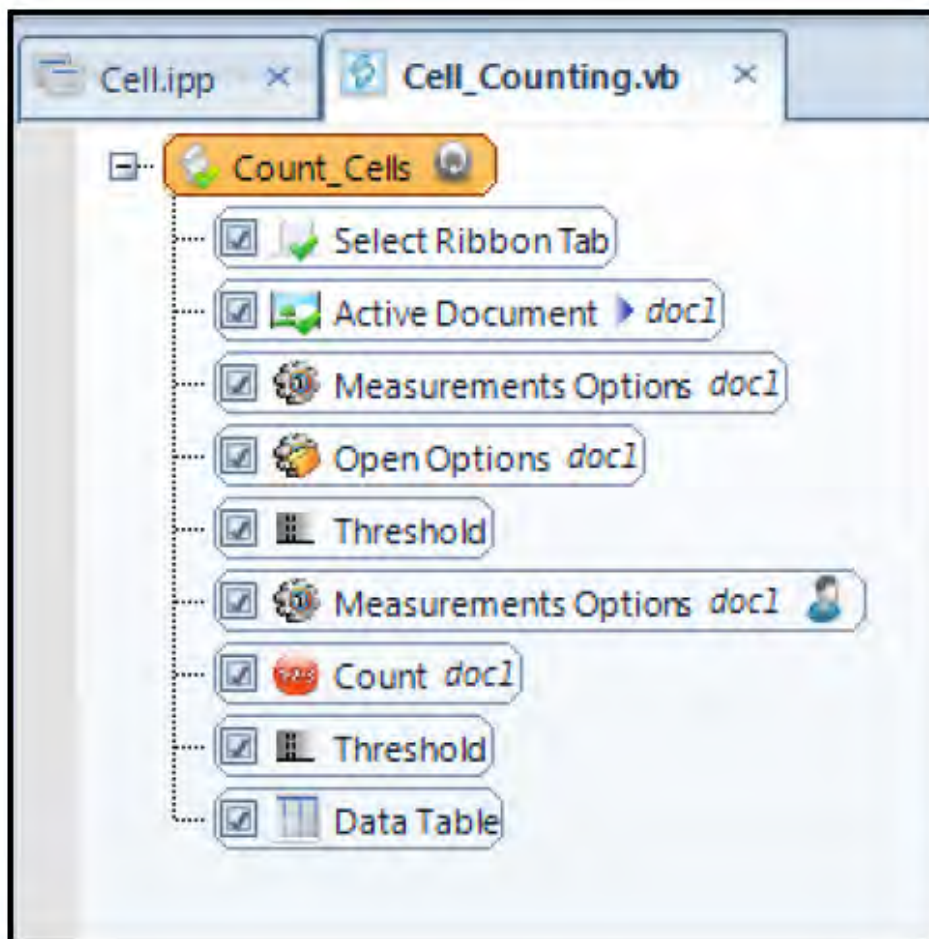 Cell.ipp Cell_Counting.vb
Count_Cells
Select Ribbon Tab
Active Document doc1
Measurements Options doc1
Open Options doc1
Threshold
Measurements Options doc1
123 Count doc1
Threshold
Data Table